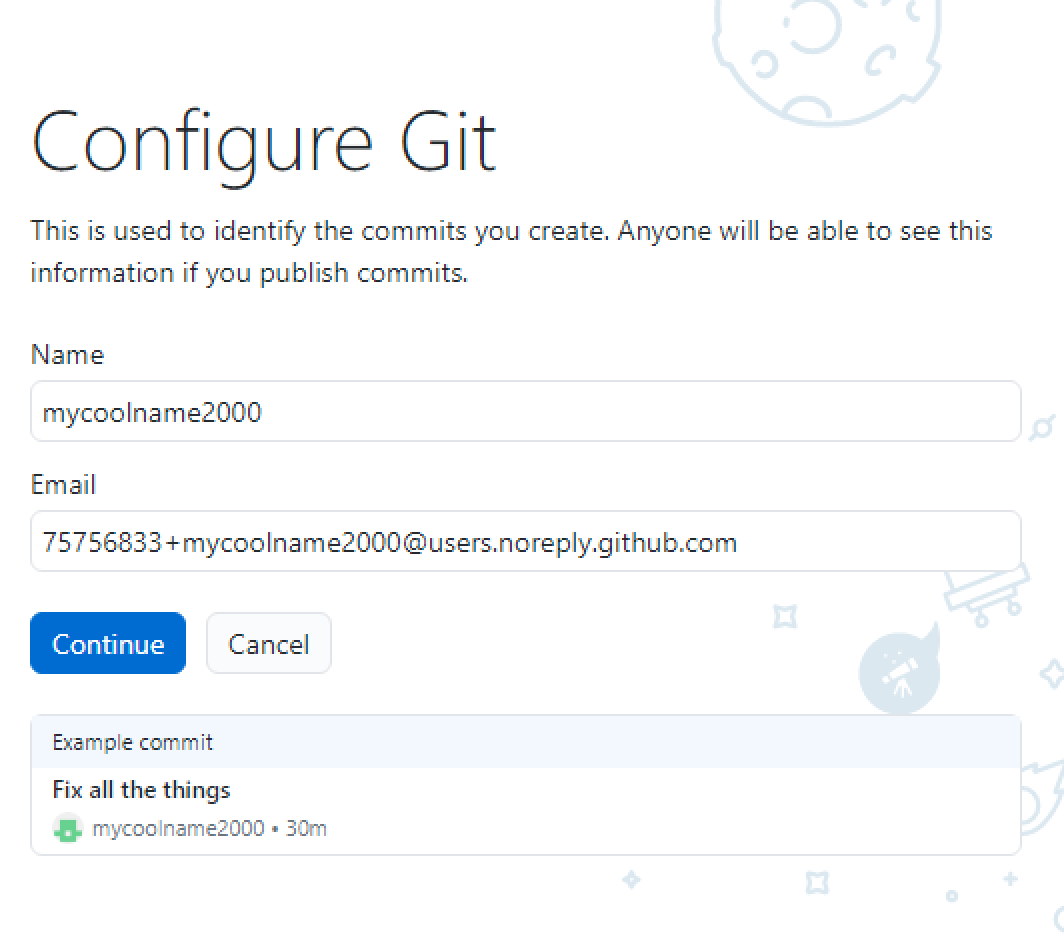 Configure Git
This is used to identify the commits you create. Anyone will be able to see this
information if you publish commits.
Name
mycoolname2000
Email
75756833+mycoolname2000@users.noreply.github.com
Continue Cancel
Example commit
Fix all the things
mycoolname2000 • 30m